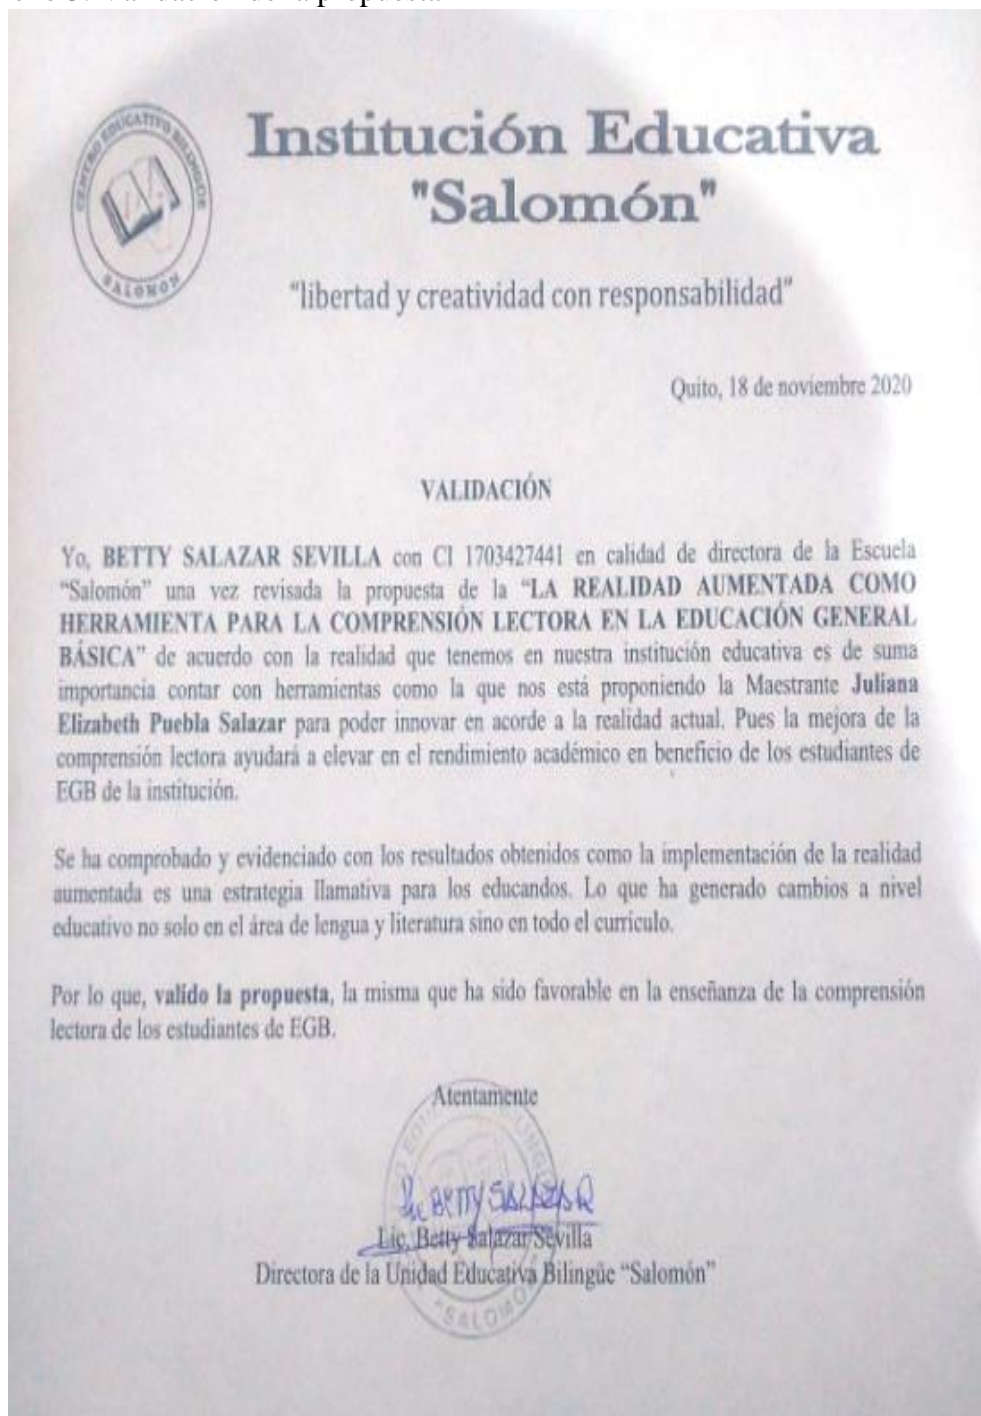 CENTRO EDUCATIVO BILINGÜE
SALOMON
Institución Educativa
"Salomón"
"libertad y creatividad con responsabilidad"
Quito, 18 de noviembre 2020
VALIDACIÓN
Yo, BETTY SALAZAR SEVILLA con CI 1703427441 en calidad de directora de la Escuela
“Salomón” una vez revisada la propuesta de la “LA REALIDAD AUMENTADA COMO
HERRAMIENTA PARA LA COMPRENSIÓN LECTORA EN LA EDUCACIÓN GENERAL
BÁSICA” de acuerdo con la realidad que tenemos en nuestra institución educativa es de suma
importancia contar con herramientas como la que nos está proponiendo la Maestrante Juliana
Elizabeth Puebla Salazar para poder innovar en acorde a la realidad actual. Pues la mejora de la
comprensión lectora ayudará a elevar en el rendimiento académico en beneficio de los estudiantes de
EGB de la institución.
Se ha comprobado y evidenciado con los resultados obtenidos como la implementación de la realidad
aumentada es una estrategia llamativa para los educandos. Lo que ha generado cambios a nivel
educativo no solo en el área de lengua y literatura sino en todo el currículo.
Por lo que, valido la propuesta, la misma que ha sido favorable en la enseñanza de la comprensión
lectora de los estudiantes de EGB.
Atentamente
BETTY SALAZAR
Lic. Betty Salazar Sevilla
Directora de la Unidad Educativa Bilingüe “Salomón”
"SALOMON